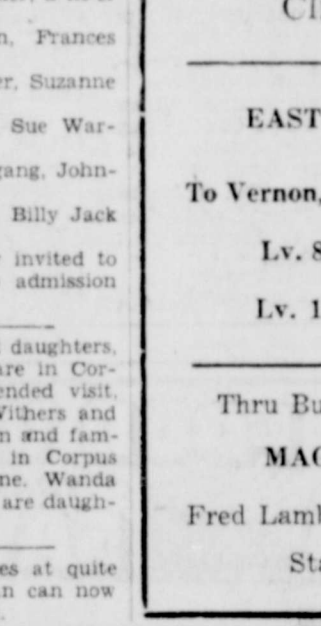 n, Frances
er, Suzanne
Sue War-
gang, John-
Billy Jack
invited to
admission
daughters,
are in Cor-
ended visit,
Withers and
n and fam-
in Corpus
ne. Wanda
are daugh-
es at quite
n can now
EAST
To Vernon,
Lv. 8
Lv. 1
Thru Bu
MAC
Fred Lamb
Sta